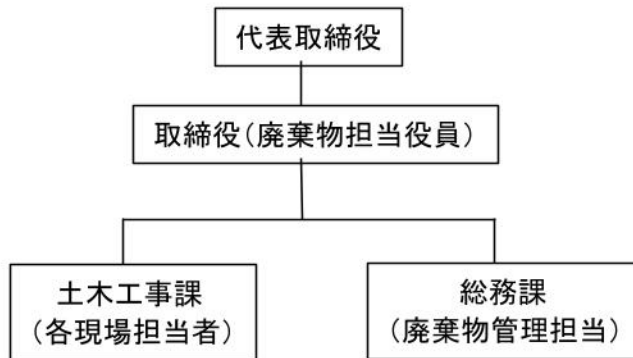 代表取締役
取締役(廃棄物担当役員)
土木工事課
(各現場担当者)
総務課
(廃棄物管理担当)